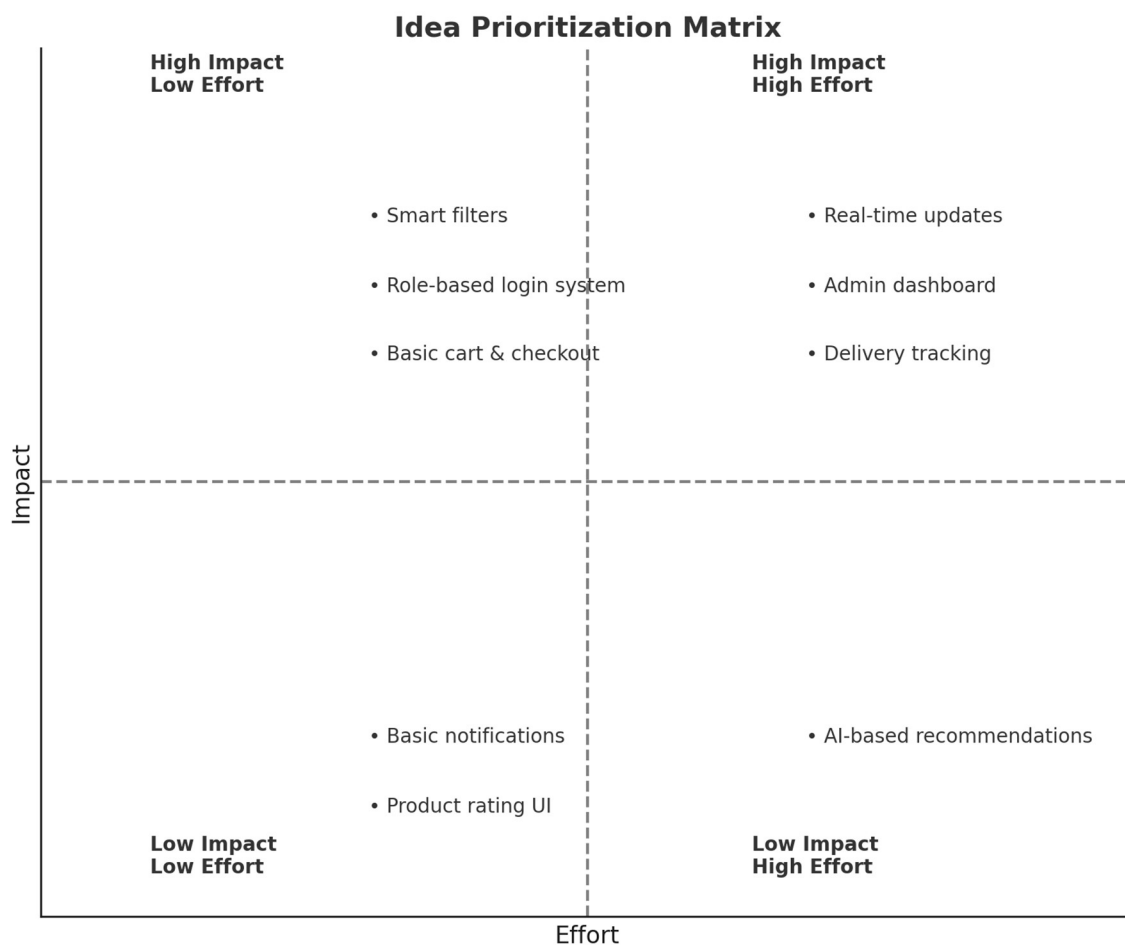 Idea Prioritization Matrix
High Impact
Low Effort
High Impact
High Effort
• Smart filters
• Role-based login system
• Basic cart & checkout
• Real-time updates
• Admin dashboard
• Delivery tracking
Impact
• Basic notifications
• Product rating UI
• AI-based recommendations
Low Impact
Low Effort
Low Impact
High Effort
Effort